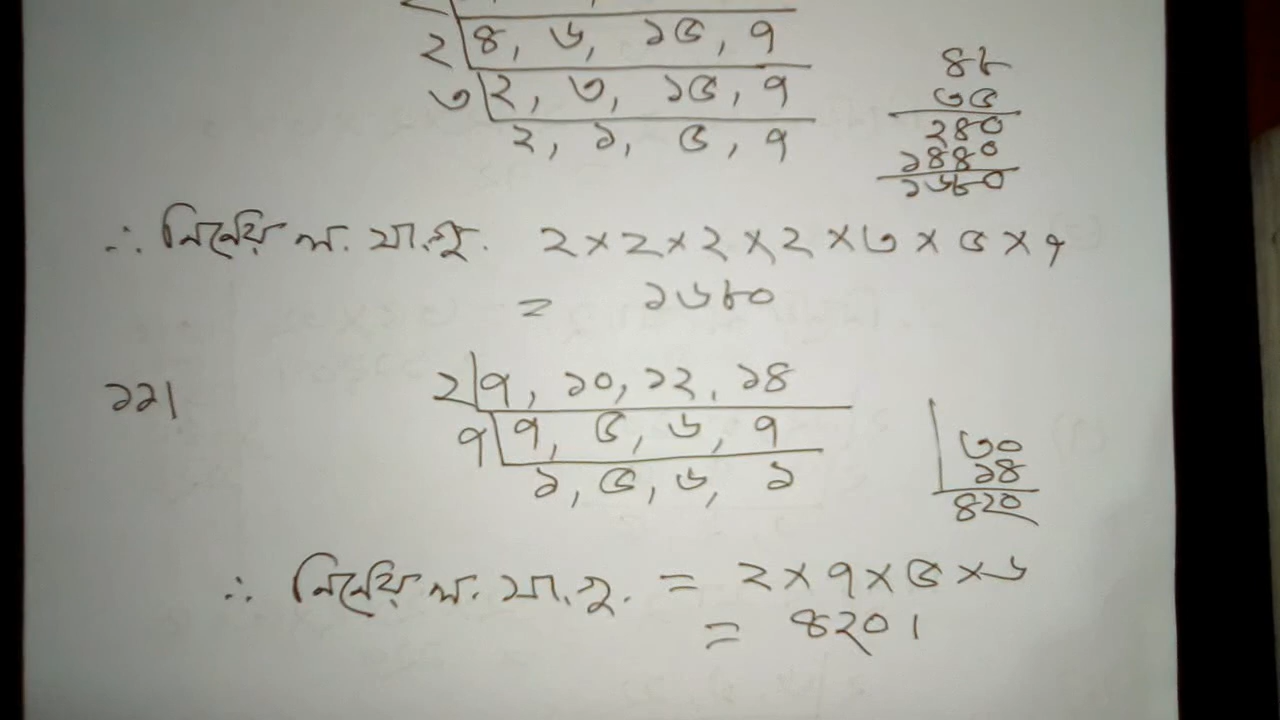 ২ | ৪, ৬, ১৫, ৭
৩ | ২, ৩, ১৫, ৭
২, ১, ৫, ৭
৪৮
৩৫
২৪০
১৪৪০
১৬৮০
∴ নির্ণেয় ল. সা. গু. ২×২×২×২×৩×৫×৭
= ১৬৮০
১১।
২ | ৭, ১০, ১২, ১৪
৭ | ৭, ৫, ৬, ৭
১, ৫, ৬, ১
৩০
১৪
৪২০
∴ নির্ণেয় ল. সা. গু. = ২×৭×৫×৬
= ৪২০।